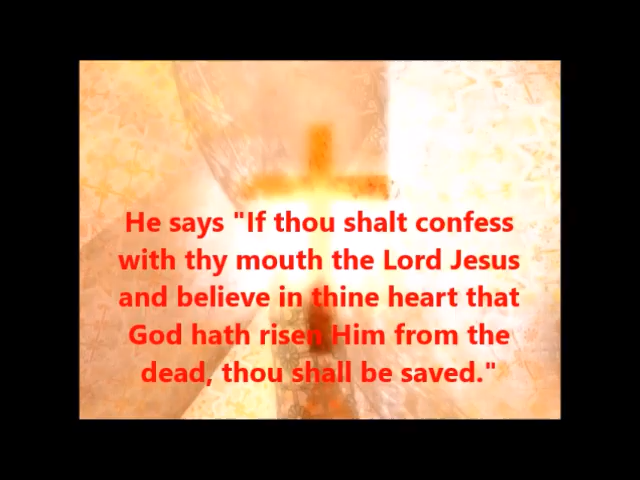 He says "If thou shalt confess
with thy mouth the Lord Jesus
and believe in thine heart that
God hath risen Him from the
dead, thou shall be saved."